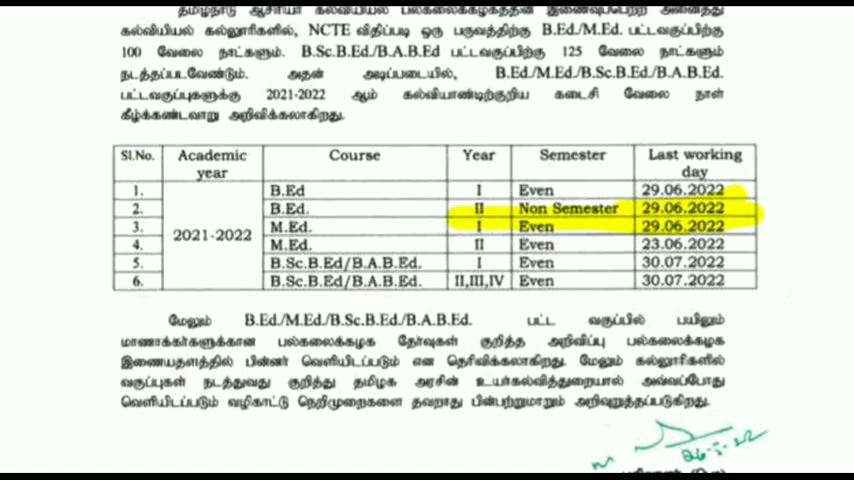 தமிழ்நாடு ஆசிரியர் கல்வியியல் பல்கலைக்கழகத்தின் இணைவுப்பெற்ற அனைத்து
கல்வியியல் கல்லூரிகளில், NCTE விதிப்படி ஒரு பருவத்திற்கு B.Ed./M.Ed. பட்டவகுப்பிற்கு
100 வேலை நாட்களும். B.Sc.B.Ed./B.A.B.Ed பட்டவகுப்பிற்கு 125 வேலை நாட்களும்
நடத்தப்படவேண்டும். அதன் அடிப்படையில், B.Ed./M.Ed./B.Sc.B.Ed./B.A.B.Ed.
பட்டவகுப்புகளுக்கு 2021-2022 ஆம் கல்வியாண்டிற்குரிய கடைசி வேலை நாள்
கீழ்க்கண்டவாறு அறிவிக்கலாகிறது.
Sl.No. Academic year Course Year Semester Last working day
1. 2021-2022 B.Ed I Even 29.06.2022
2. B.Ed. II Non Semester 29.06.2022
3. M.Ed. I Even 29.06.2022
4. M.Ed. II Even 23.06.2022
5. B.Sc.B.Ed/B.A.B.Ed. I Even 30.07.2022
6. B.Sc.B.Ed/B.A.B.Ed. II,III,IV Even 30.07.2022
மேலும் B.Ed./M.Ed./B.Sc.B.Ed./B.A.B.Ed. பட்ட வகுப்பில் பயிலும்
மாணாக்கர்களுக்கான பல்கலைக்கழக தேர்வுகள் குறித்த அறிவிப்பு பல்கலைக்கழக
இணையதளத்தில் பின்னர் வெளியிடப்படும் என தெரிவிக்கலாகிறது. மேலும் கல்லூரிகளில்
வகுப்புகள் நடத்துவது குறித்து தமிழக அரசின் உயர்கல்வித்துறையால் அவ்வப்போது
வெளியிடப்படும் வழிகாட்டு நெறிமுறைகளை தவறாது பின்பற்றுமாறும் அறிவுறுத்தப்படுகிறது.